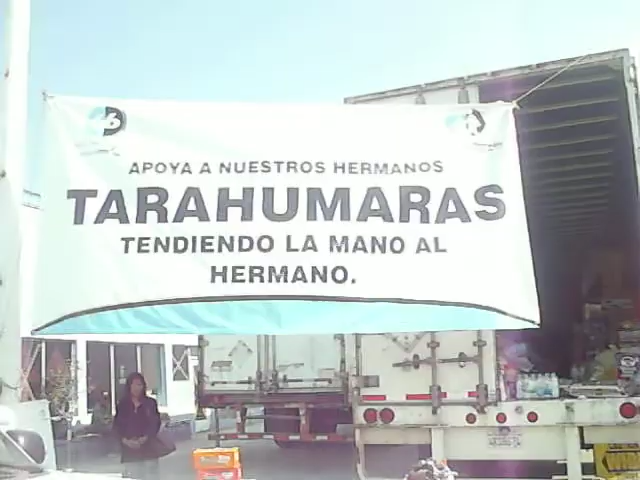 APOYA A NUESTROS HERMANOS
TARAHUMARAS
TENDIENDO LA MANO AL
HERMANO.